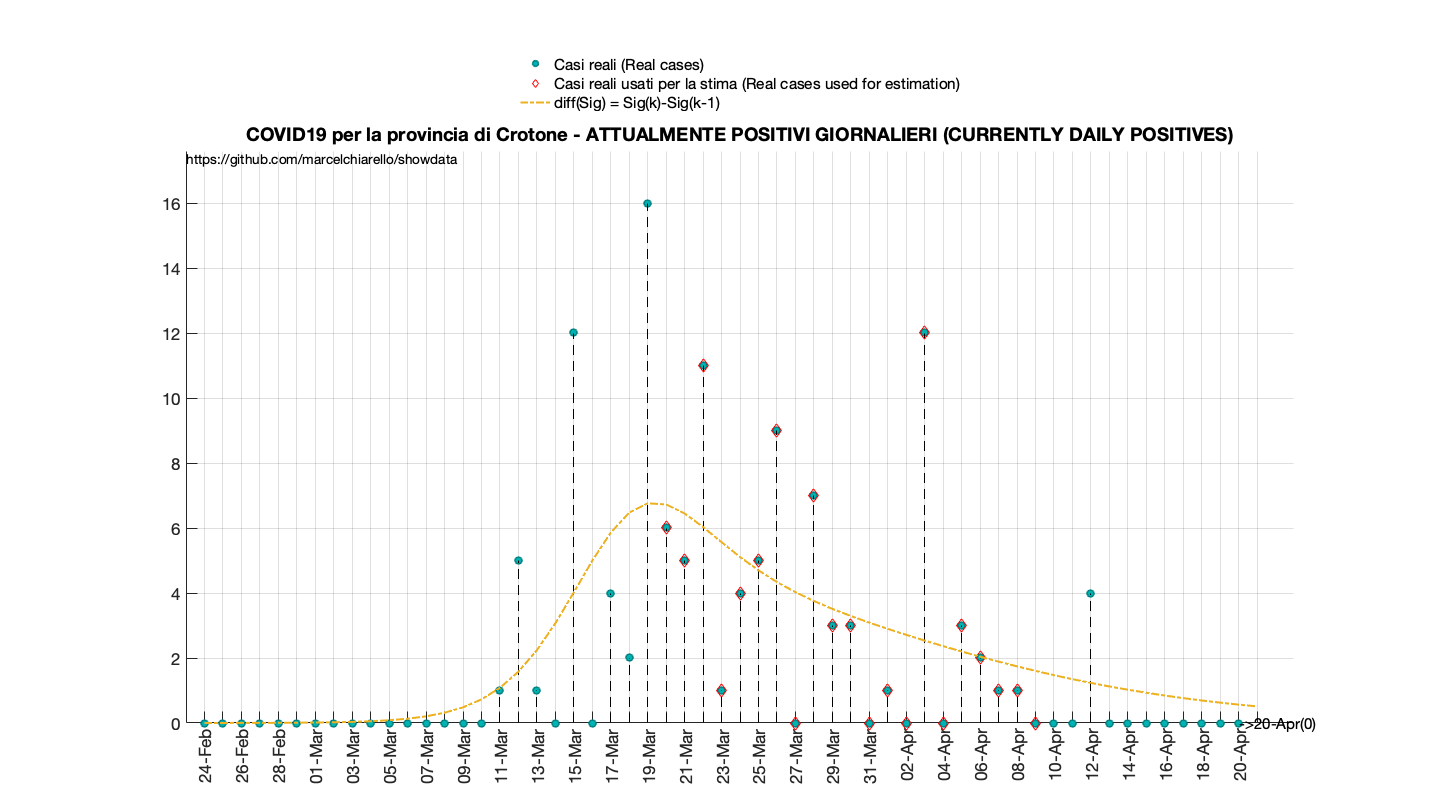 Casi reali (Real cases)
Casi reali usati per la stima (Real cases used for estimation)
diff(Sig) = Sig(k)-Sig(k-1)
COVID19 per la provincia di Crotone - ATTUALMENTE POSITIVI GIORNALIERI (CURRENTLY DAILY POSITIVES)
https://github.com/marcelchiarello/showdata
16
14
12
10
8
6
4
2
0
->20-Apr(0)
24-Feb
26-Feb
28-Feb
01-Mar
03-Mar
05-Mar
07-Mar
09-Mar
11-Mar
13-Mar
15-Mar
17-Mar
19-Mar
21-Mar
23-Mar
25-Mar
27-Mar
29-Mar
31-Mar
02-Apr
04-Apr
06-Apr
08-Apr
10-Apr
12-Apr
14-Apr
16-Apr
18-Apr
20-Apr